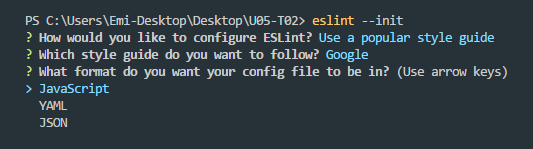 PS C:\Users\Emi-Desktop\Desktop\U05-T02> eslint --init
? How would you like to configure ESLint? Use a popular style guide
? Which style guide do you want to follow? Google
? What format do you want your config file to be in? (Use arrow keys)
> JavaScript
YAML
JSON